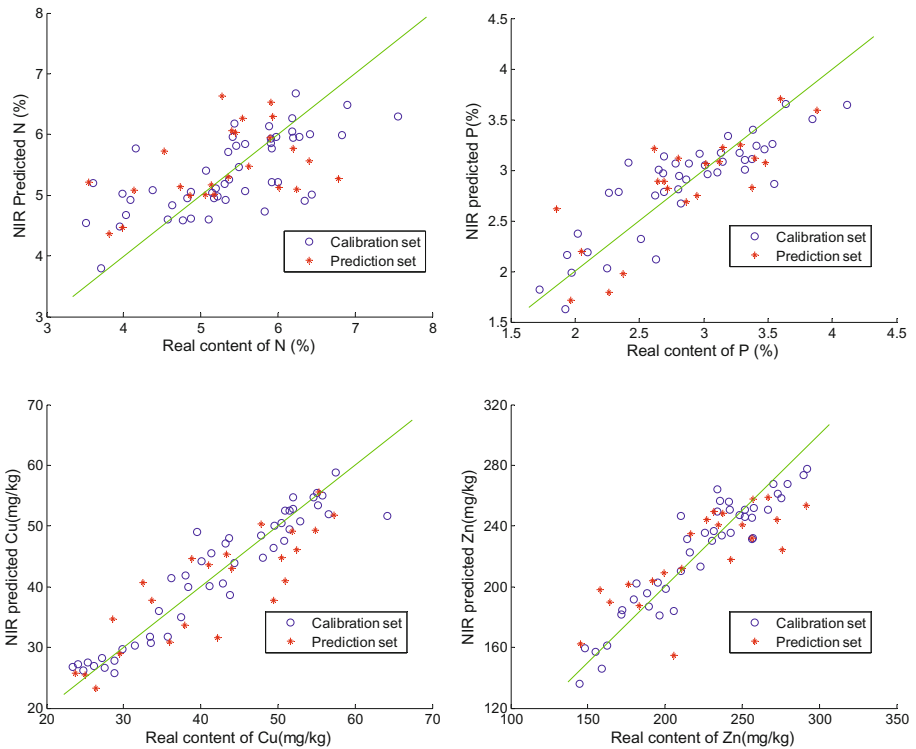 8
7
6
5
4
3
NIR Predicted N (%)
Calibration set
Prediction set
3 4 5 6 7 8
Real content of N (%)
4.5
4
3.5
3
2.5
2
1.5
NIR predicted P(%)
Calibration set
Prediction set
1.5 2 2.5 3 3.5 4 4.5
Real content of P (%)
70
60
50
40
30
20
NIR predicted Cu(mg/kg)
Calibration set
Prediction set
20 30 40 50 60 70
Real content of Cu(mg/kg)
320
280
240
200
160
120
NIR predicted Zn(mg/kg)
Calibration set
Prediction set
100 150 200 250 300 350
Real content of Zn(mg/kg)